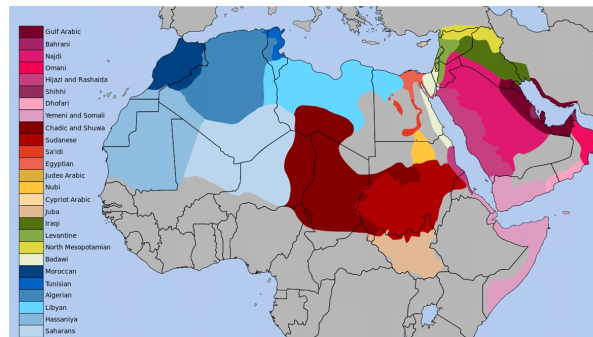 Gulf Arabic
Bahrani
Najdi
Omani
Hijazi and Rashaida
Shihhi
Dhofari
Yemeni and Somali
Chadic and Shuwa
Sudanese
Sa'idi
Egyptian
Judeo Arabic
Nubi
Cypriot Arabic
Juba
Iraqi
Levantine
North Mesopotamian
Badawi
Moroccan
Tunisian
Algerian
Libyan
Hassaniya
Saharans